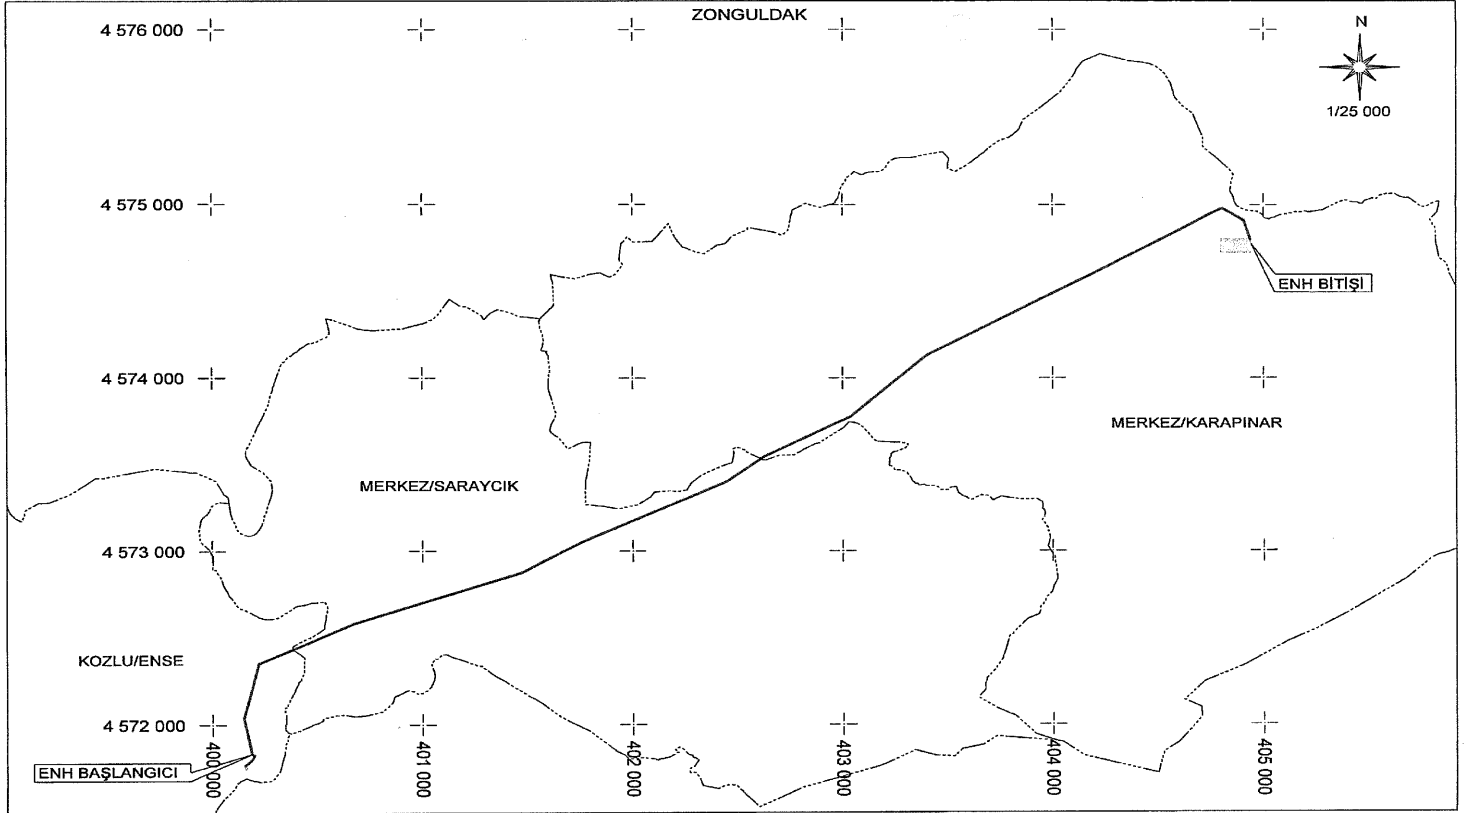 ZONGULDAK
4 576 000
N
1/25 000
4 575 000
ENH BİTİŞİ
4 574 000
MERKEZ/KARAPINAR
MERKEZ/SARAYCIK
4 573 000
KOZLU/ENSE
4 572 000
400 000
401 000
402 000
403 000
404 000
405 000
ENH BAŞLANGICI